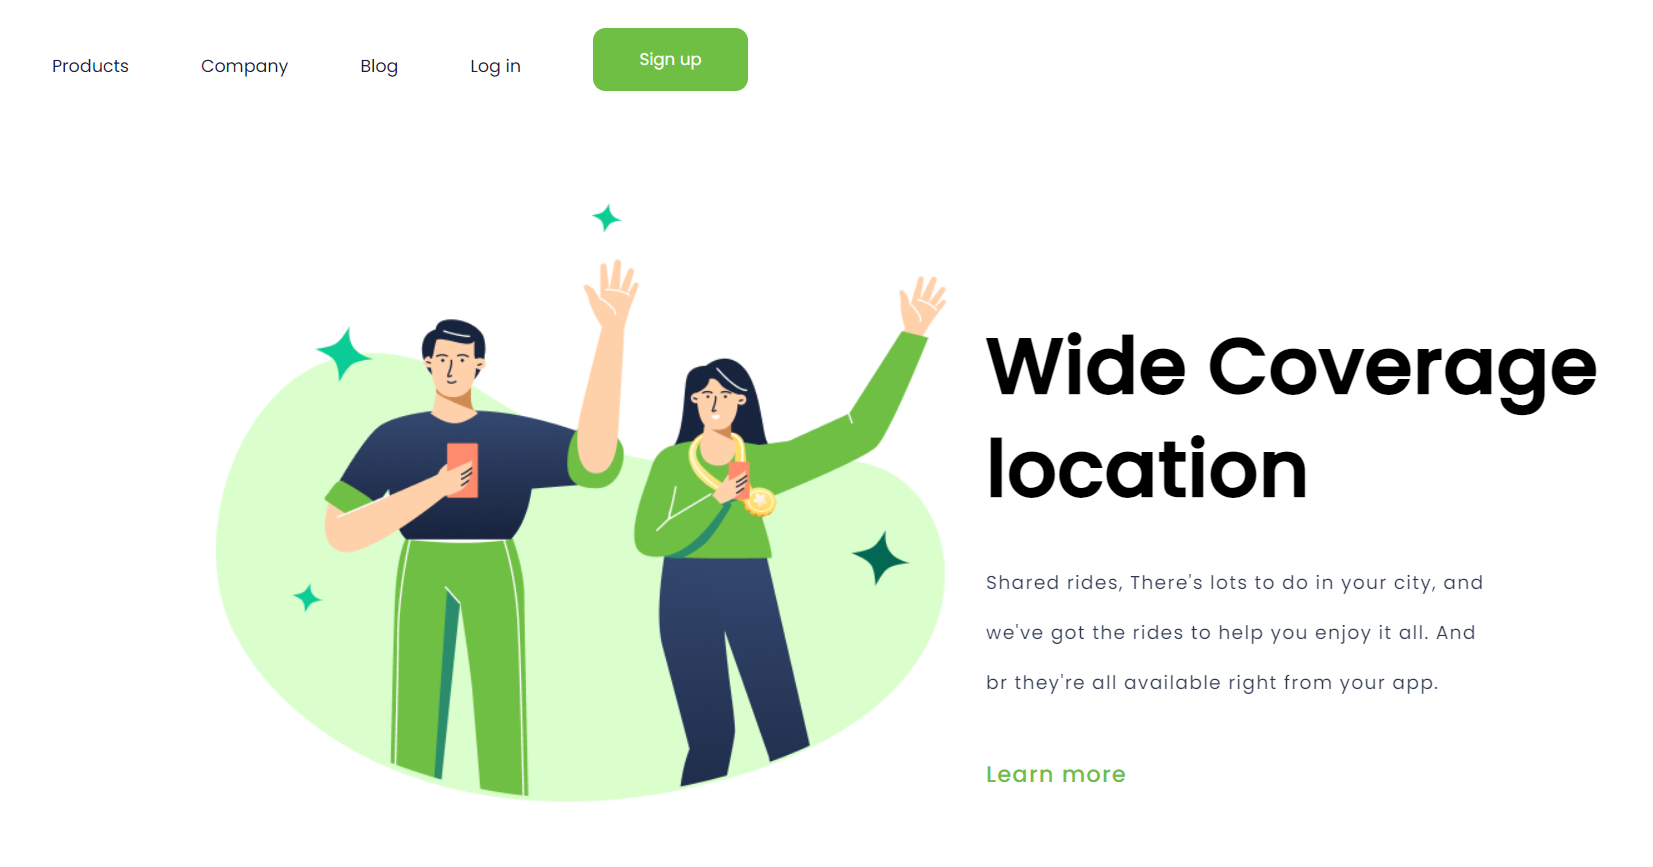 Products Company Blog Log in Sign up
Wide Coverage
location
Shared rides, There's lots to do in your city, and
we've got the rides to help you enjoy it all. And
br they're all available right from your app.
Learn more